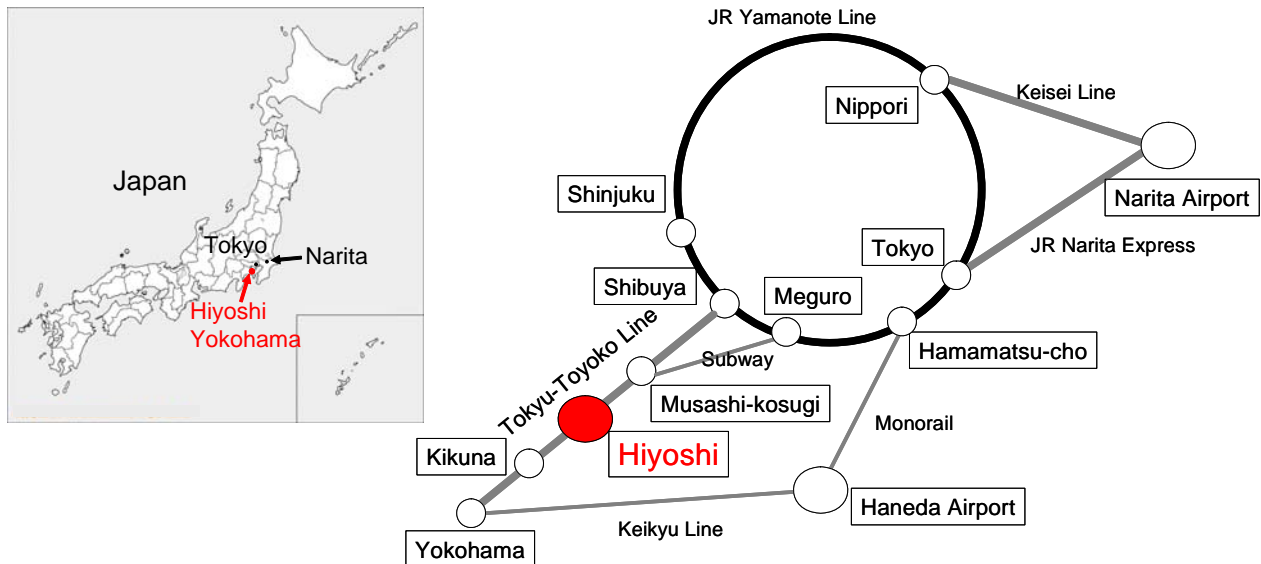 Japan
Tokyo
Narita
Hiyoshi
Yokohama
JR Yamanote Line
Nippori
Keisei Line
Narita Airport
Shinjuku
Tokyo
JR Narita Express
Shibuya
Meguro
Hamamatsu-cho
Tokyu-Toyoko Line
Subway
Musashi-kosugi
Monorail
Hiyoshi
Kikuna
Haneda Airport
Keikyu Line
Yokohama